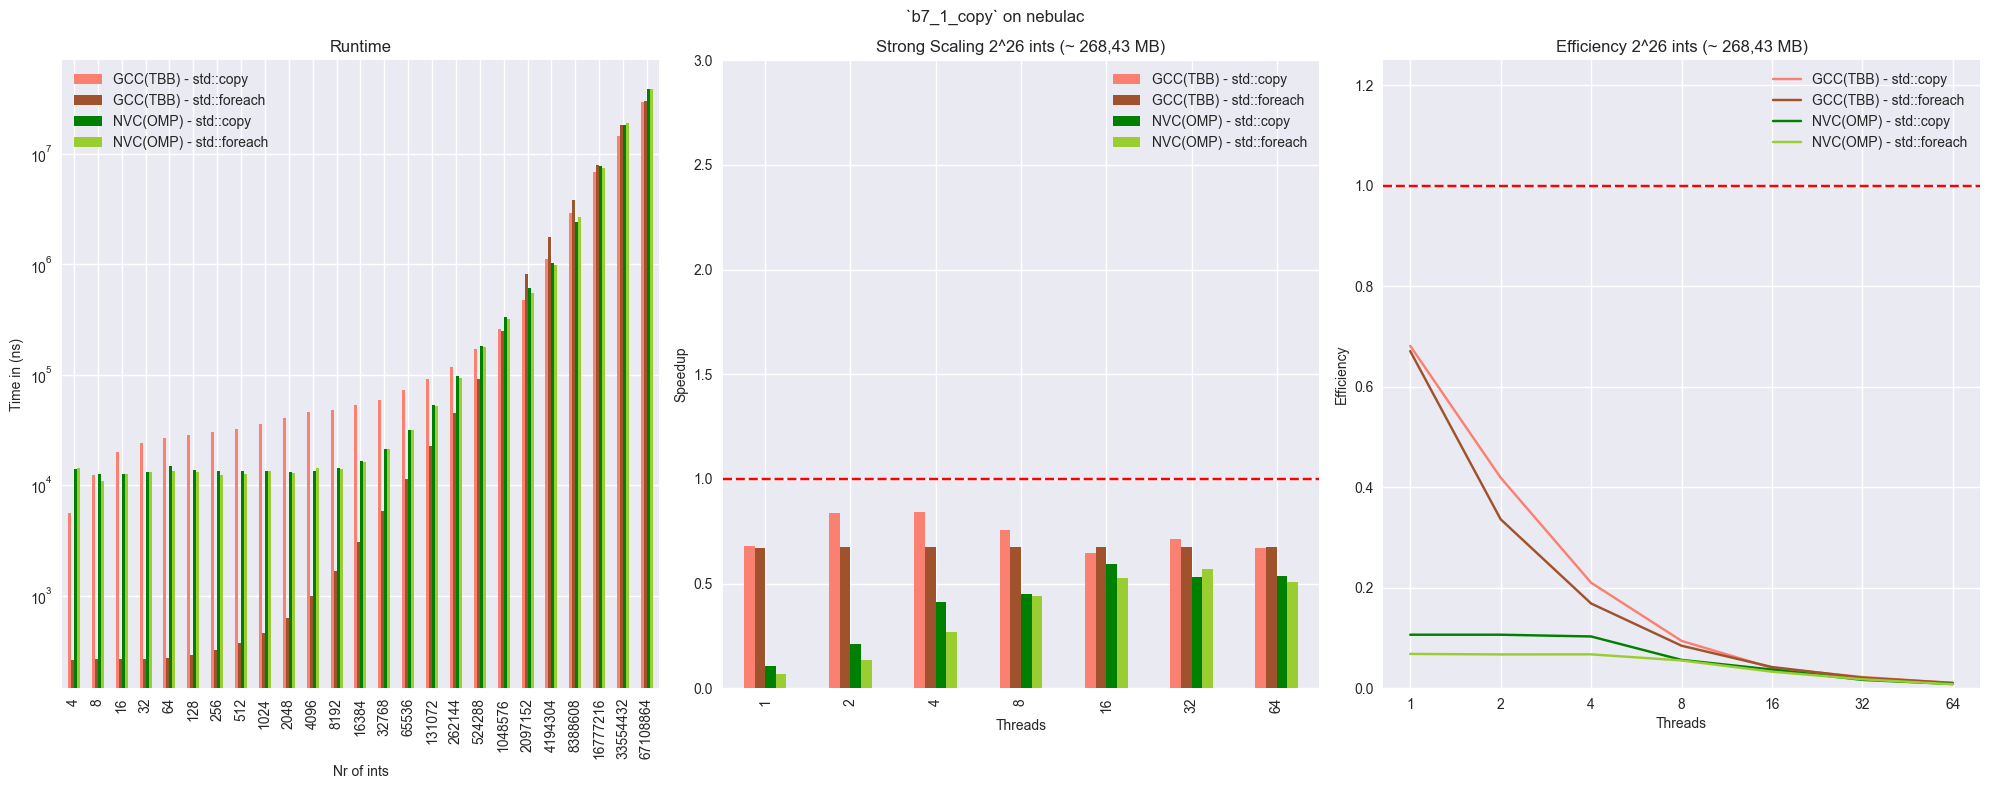 `b7_1_copy` on nebulac
Runtime
GCC(TBB) - std::copy
GCC(TBB) - std::foreach
NVC(OMP) - std::copy
NVC(OMP) - std::foreach
Time in (ns)
10^7
10^6
10^5
10^4
10^3
4 8 16 32 64 128 256 512 1024 2048 4096 8192 16384 32768 65536 131072 262144 524288 1048576 2097152 4194304 8388608 16777216 33554432 67108864
Nr of ints
Strong Scaling 2^26 ints (~ 268,43 MB)
GCC(TBB) - std::copy
GCC(TBB) - std::foreach
NVC(OMP) - std::copy
NVC(OMP) - std::foreach
Speedup
3.0
2.5
2.0
1.5
1.0
0.5
0.0
1 2 4 8 16 32 64
Threads
Efficiency 2^26 ints (~ 268,43 MB)
GCC(TBB) - std::copy
GCC(TBB) - std::foreach
NVC(OMP) - std::copy
NVC(OMP) - std::foreach
Efficiency
1.2
1.0
0.8
0.6
0.4
0.2
0.0
1 2 4 8 16 32 64
Threads